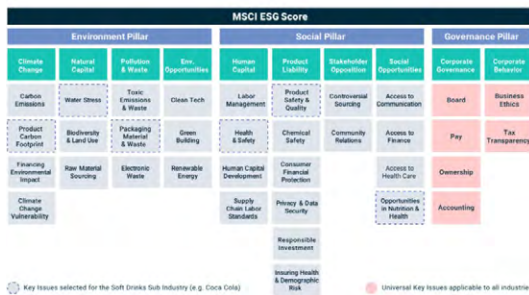 MSCI ESG Score
Environment Pillar
Social Pillar
Governance Pillar
Climate
Change
Natural
Capital
Pollution
& Waste
Env.
Opportunities
Human
Capital
Product
Liability
Stakeholder
Opposition
Social
Opportunities
Corporate
Governance
Corporate
Behavior
Carbon
Emissions
Water Stress
Toxic
Emissions
& Waste
Clean Tech
Labor
Management
Product
Safety &
Quality
Controversial
Sourcing
Access to
Communication
Board
Business
Ethics
Product
Carbon
Footprint
Biodiversity
& Land Use
Packaging
Material
& Waste
Green
Building
Health
& Safety
Chemical
Safety
Community
Relations
Access to
Finance
Pay
Tax
Transparency
Financing
Environmental
Impact
Raw Material
Sourcing
Electronic
Waste
Renewable
Energy
Human Capital
Development
Consumer
Financial
Protection
Access to
Health Care
Ownership
Climate
Change
Vulnerability
Supply
Chain Labor
Standards
Privacy & Data
Security
Opportunities
in Nutrition &
Health
Accounting
Responsible
Investment
Insuring Health
& Demographic
Risk
Key Issues selected for the Soft Drinks Sub Industry (e.g. Coca Cola)
Universal Key Issues applicable to all industries